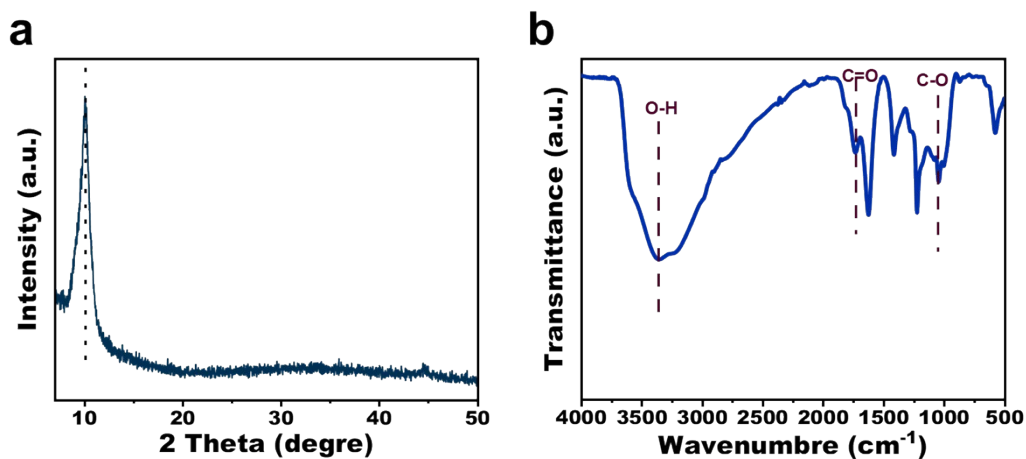 a
Intensity (a.u.)
10 20 30 40 50
2 Theta (degre)
b
Transmittance (a.u.)
O-H
C=O
C-O
4000 3500 3000 2500 2000 1500 1000 500
Wavenumbre (cm⁻¹)